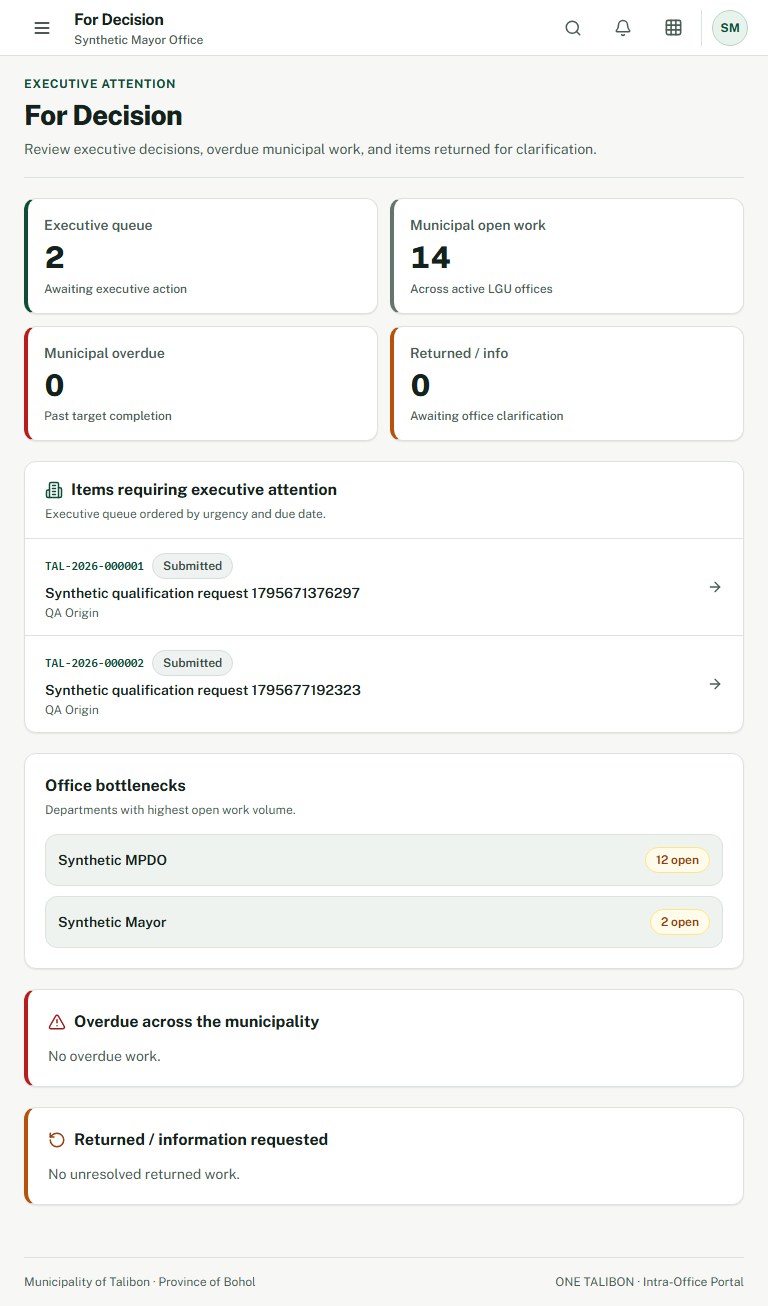 For Decision
Synthetic Mayor Office
SM
EXECUTIVE ATTENTION
For Decision
Review executive decisions, overdue municipal work, and items returned for clarification.
Executive queue
2
Awaiting executive action
Municipal open work
14
Across active LGU offices
Municipal overdue
0
Past target completion
Returned / info
0
Awaiting office clarification
Items requiring executive attention
Executive queue ordered by urgency and due date.
TAL-2026-000001 Submitted
Synthetic qualification request 1795671376297
QA Origin
TAL-2026-000002 Submitted
Synthetic qualification request 1795677192323
QA Origin
Office bottlenecks
Departments with highest open work volume.
Synthetic MPDO 12 open
Synthetic Mayor 2 open
Overdue across the municipality
No overdue work.
Returned / information requested
No unresolved returned work.
Municipality of Talibon · Province of Bohol
ONE TALIBON · Intra-Office Portal